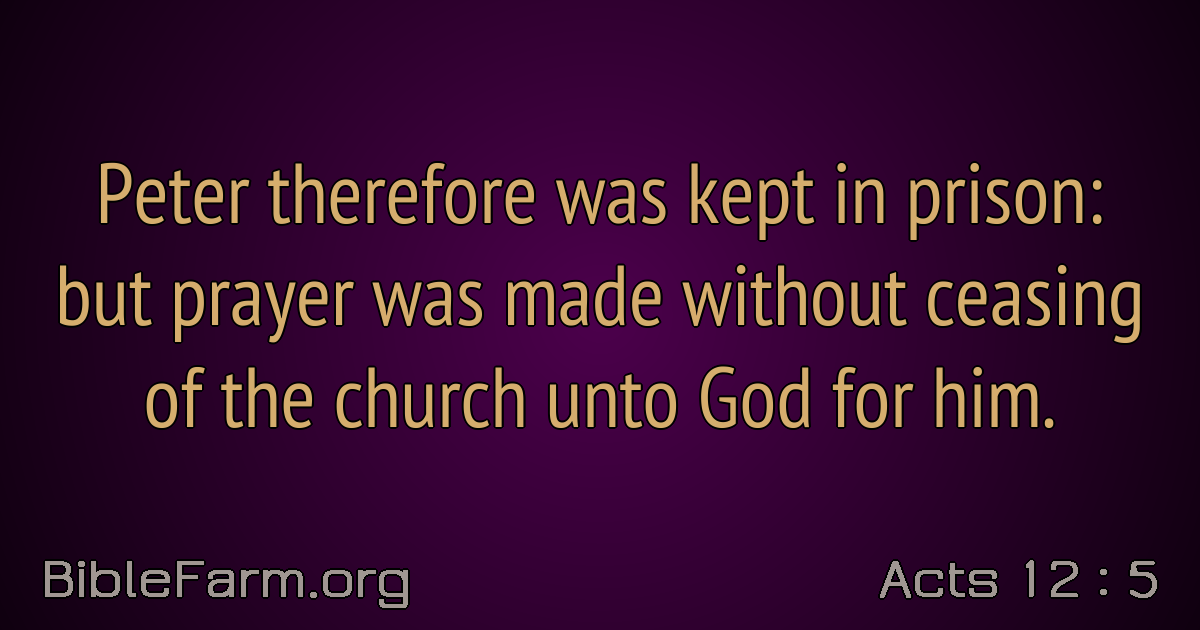 Peter therefore was kept in prison:
but prayer was made without ceasing
of the church unto God for him.
BibleFarm.org
Acts 12 : 5